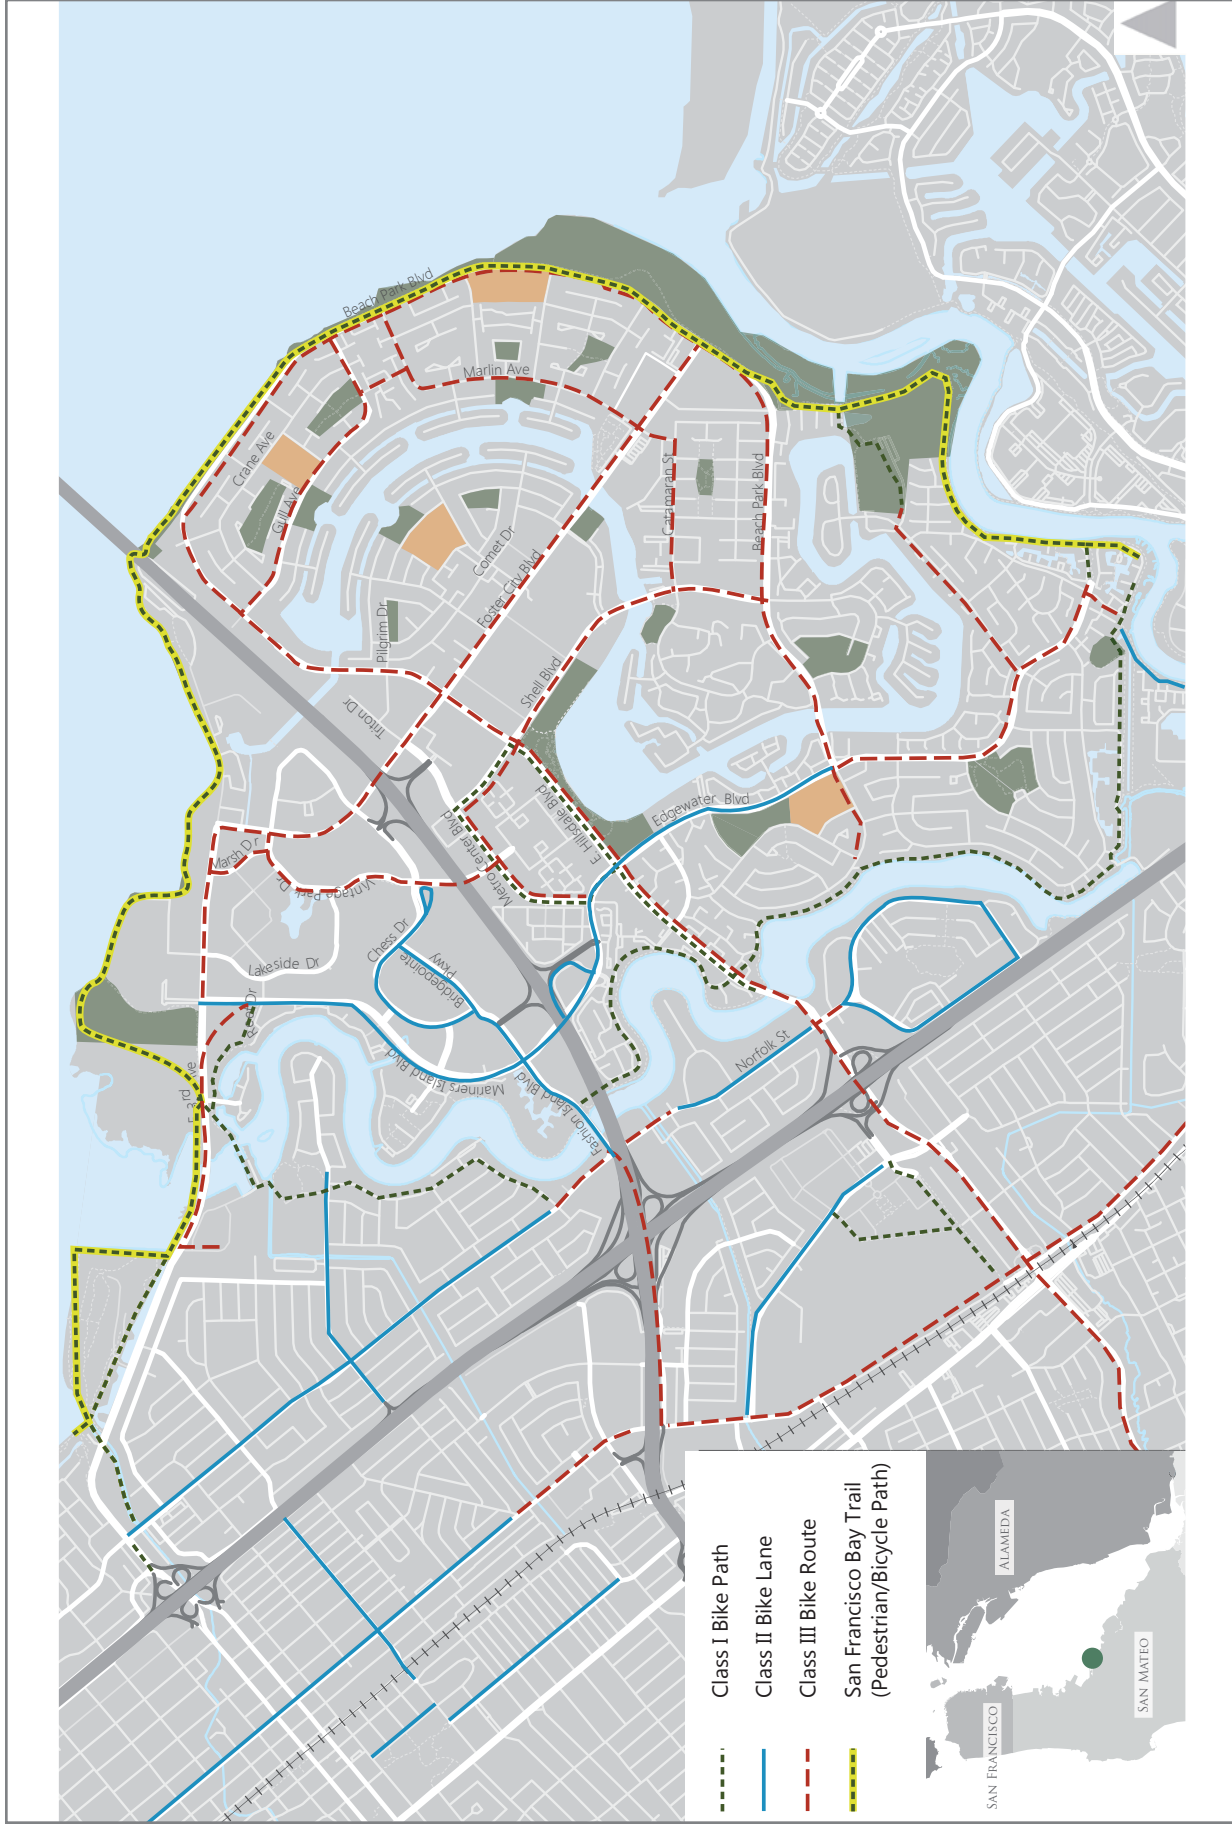 Beach Park Blvd
Marlin Ave
Crane Ave
Gull Ave
Comet Dr
Foster City Blvd
Catamaran St
Beach Park Blvd
Pilgrim Dr
Shell Blvd
Triton Dr
Edgewater Blvd
E. Hillsdale Blvd
Metro Center Blvd
Marsh Dr
Vintage Park Dr
Lakeside Dr
Chess Dr
Bridgepointe
Pkwy
River Dr
Mariners Island Blvd
Fashion Island Blvd
Norfolk St
E 3rd Ave
Class I Bike Path
Class II Bike Lane
Class III Bike Route
San Francisco Bay Trail
(Pedestrian/Bicycle Path)
ALAMEDA
SAN FRANCISCO
SAN MATEO